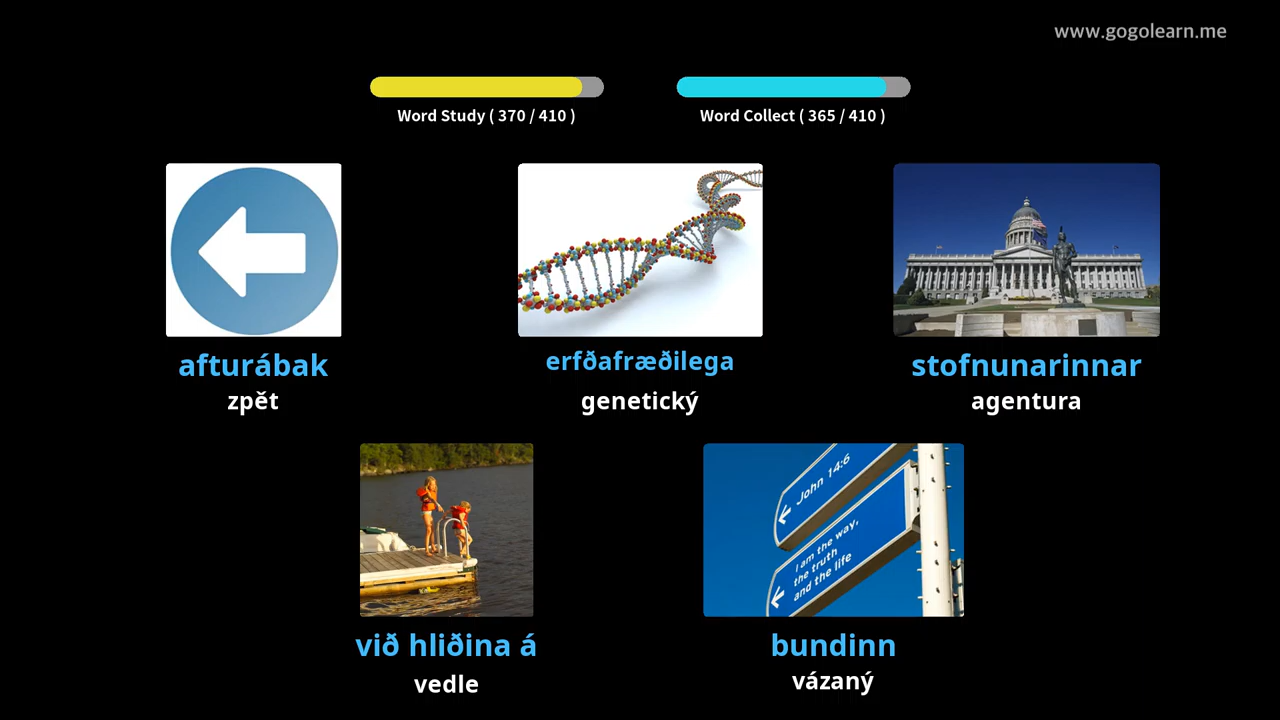 www.gogolearn.me
Word Study ( 370 / 410 )
Word Collect ( 365 / 410 )
afturábak
zpět
erfðafræðilega
genetický
stofnunarinnar
agentura
við hliðina á
vedle
John 14:6
I am the way,
the truth
and the life
bundinn
vázaný